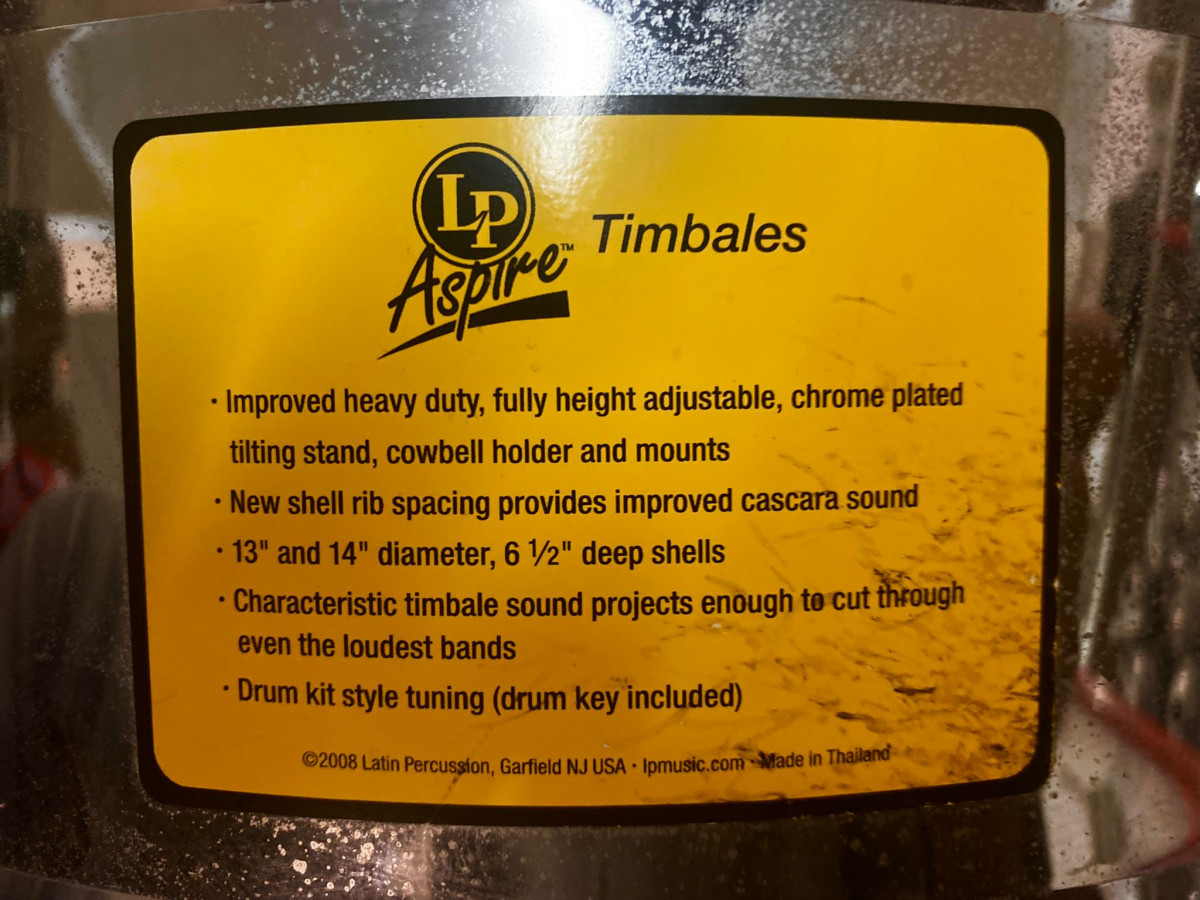 LP
Aspire™ Timbales
· Improved heavy duty, fully height adjustable, chrome plated
tilting stand, cowbell holder and mounts
· New shell rib spacing provides improved cascara sound
· 13" and 14" diameter, 6 ½" deep shells
· Characteristic timbale sound projects enough to cut through
even the loudest bands
· Drum kit style tuning (drum key included)
©2008 Latin Percussion, Garfield NJ USA · lpmusic.com · Made in Thailand